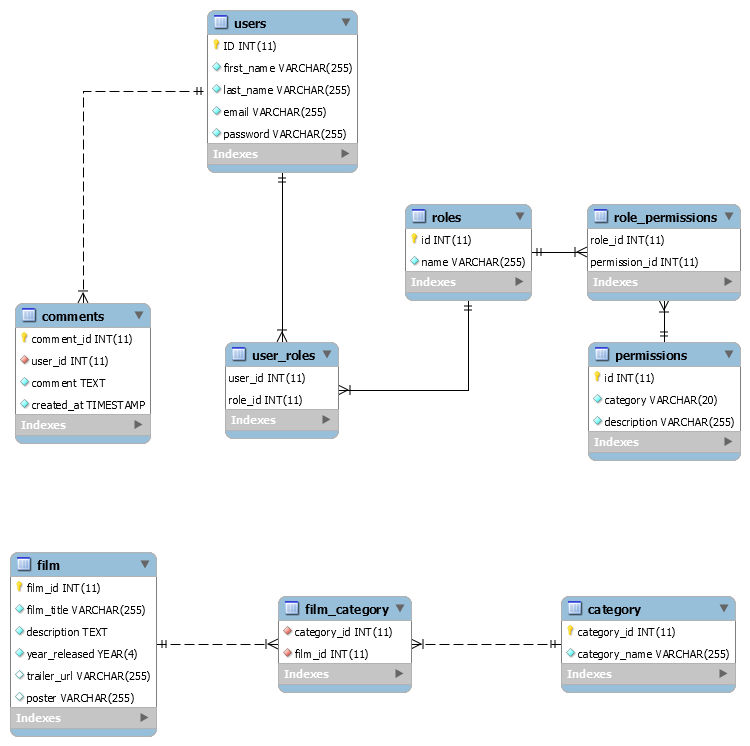 users
ID INT(11)
first_name VARCHAR(255)
last_name VARCHAR(255)
email VARCHAR(255)
password VARCHAR(255)
Indexes
roles
id INT(11)
name VARCHAR(255)
Indexes
role_permissions
role_id INT(11)
permission_id INT(11)
Indexes
comments
comment_id INT(11)
user_id INT(11)
comment TEXT
created_at TIMESTAMP
Indexes
user_roles
user_id INT(11)
role_id INT(11)
Indexes
permissions
id INT(11)
category VARCHAR(20)
description VARCHAR(255)
Indexes
film
film_id INT(11)
film_title VARCHAR(255)
description TEXT
year_released YEAR(4)
trailer_url VARCHAR(255)
poster VARCHAR(255)
Indexes
film_category
category_id INT(11)
film_id INT(11)
Indexes
category
category_id INT(11)
category_name VARCHAR(255)
Indexes